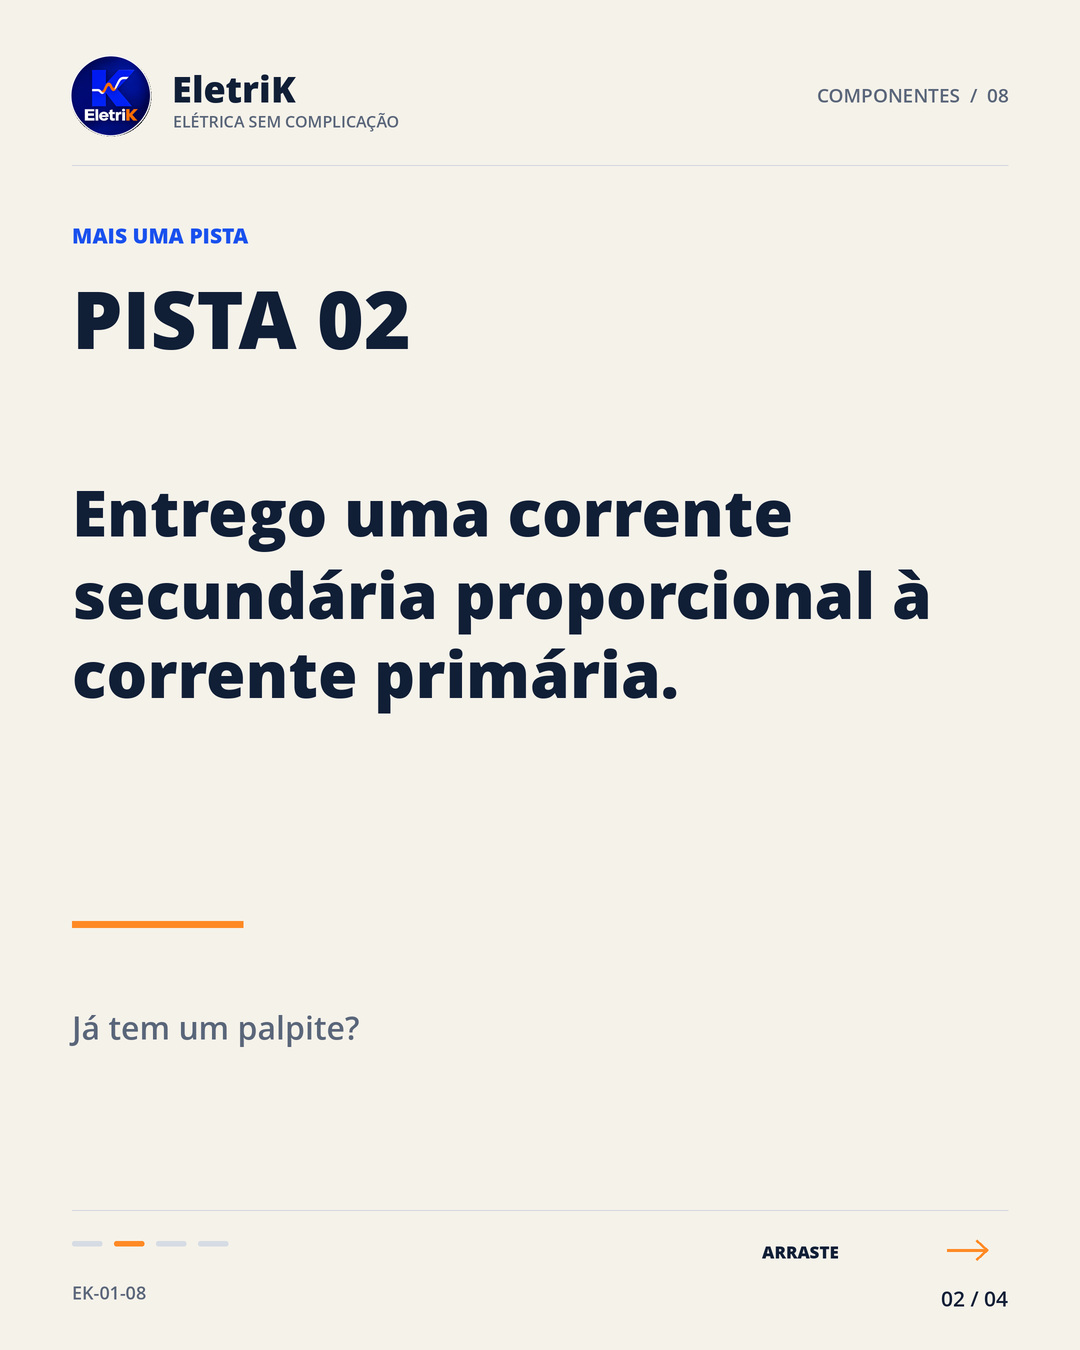 EletriK
EletriK
ELÉTRICA SEM COMPLICAÇÃO
COMPONENTES / 08
MAIS UMA PISTA
PISTA 02
Entrego uma corrente
secundária proporcional à
corrente primária.
Já tem um palpite?
ARRASTE
EK-01-08
02 / 04